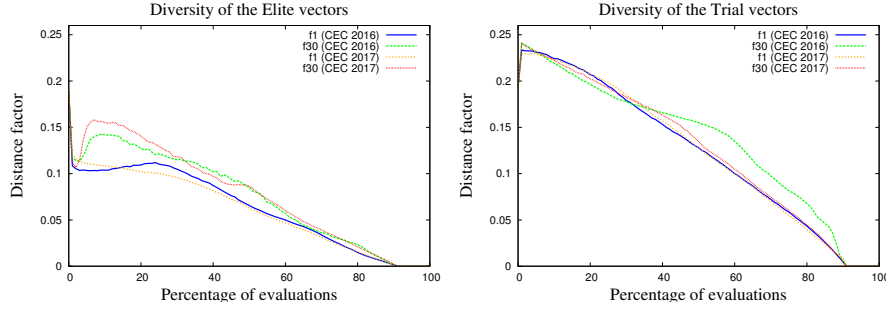 Diversity of the Elite vectors
f1 (CEC 2016)
f30 (CEC 2016)
f1 (CEC 2017)
f30 (CEC 2017)
0.25
0.2
0.15
0.1
0.05
0
Distance factor
0 20 40 60 80 100
Percentage of evaluations
Diversity of the Trial vectors
f1 (CEC 2016)
f30 (CEC 2016)
f1 (CEC 2017)
f30 (CEC 2017)
0.25
0.2
0.15
0.1
0.05
0
Distance factor
0 20 40 60 80 100
Percentage of evaluations